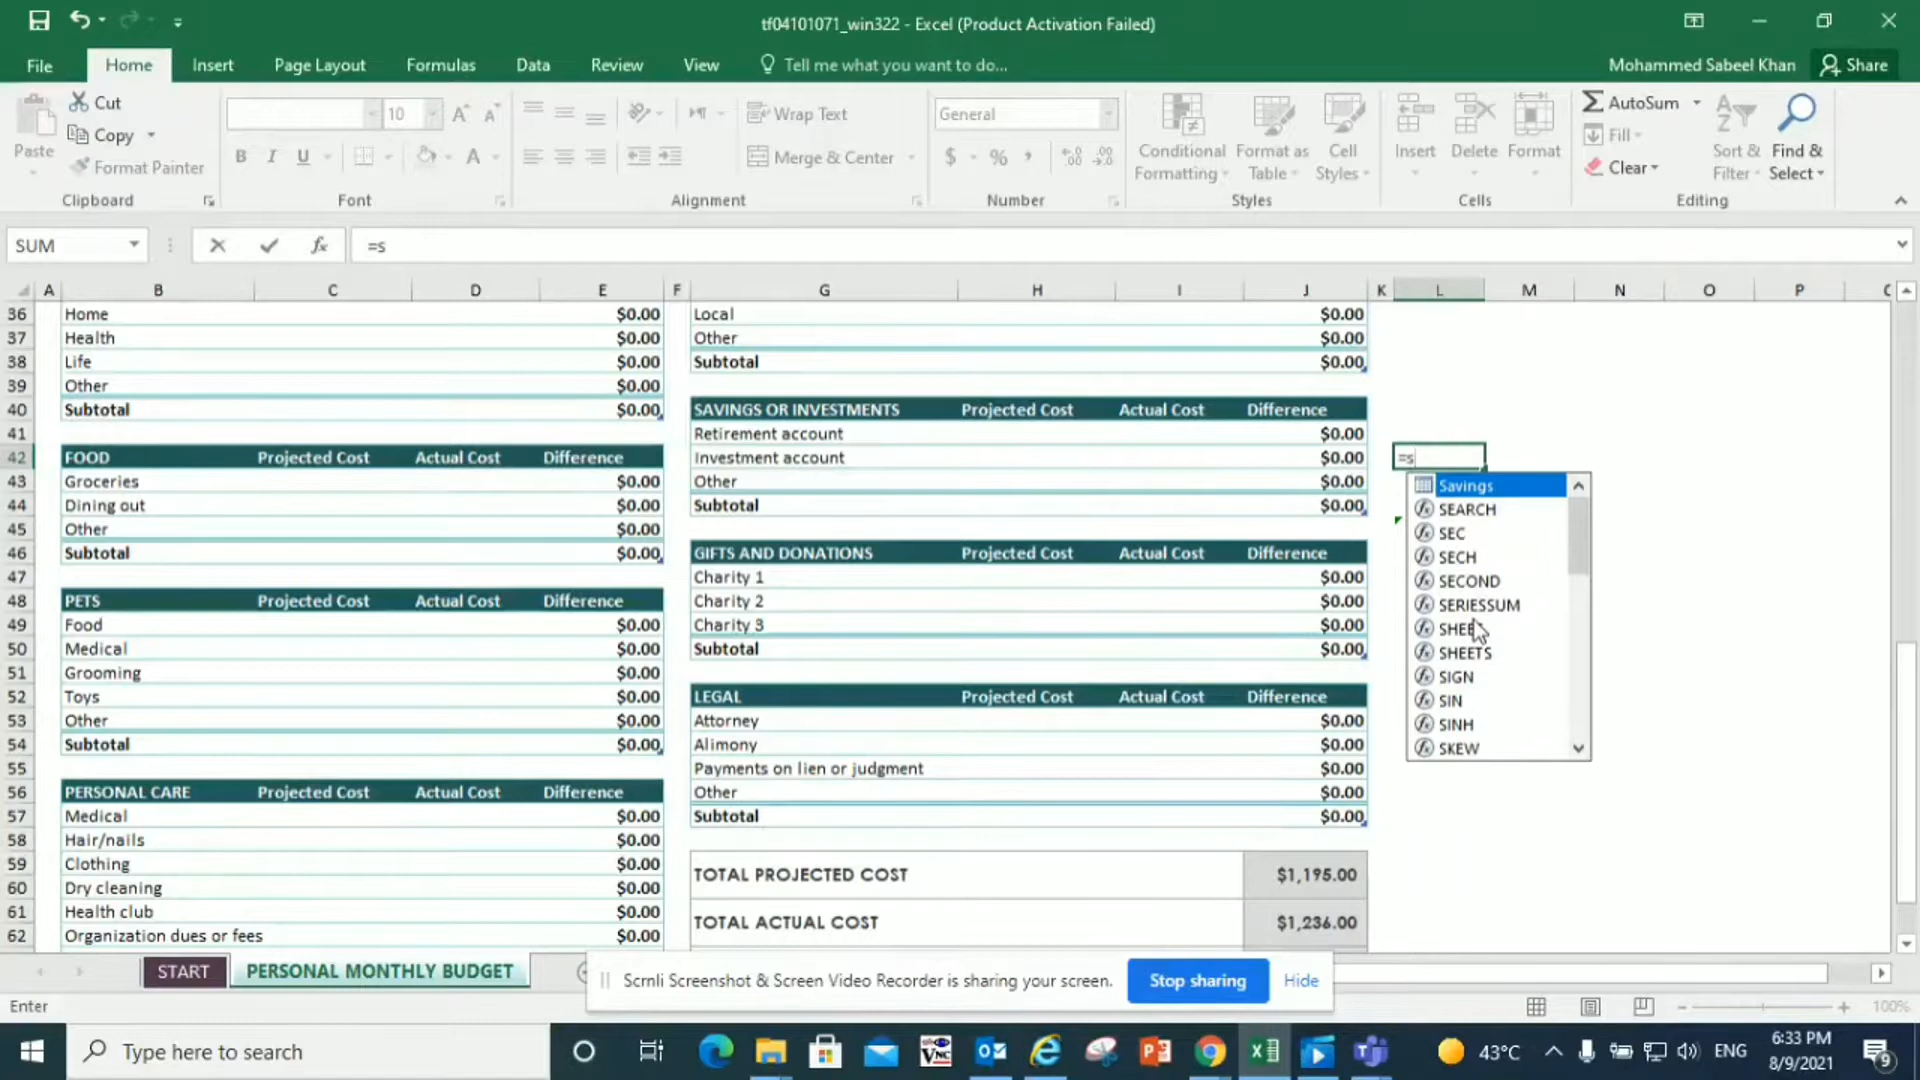 tf04101071_win322 - Excel (Product Activation Failed)
File Home Insert Page Layout Formulas Data Review View Tell me what you want to do... Mohammed Sabeel Khan Share
Paste Cut Copy Format Painter Clipboard
10 B I U A Font
Wrap Text Merge & Center Alignment
General $ % Number
Conditional Formatting Format as Table Cell Styles Styles
Insert Delete Format Cells
AutoSum Fill Clear Sort & Filter Find & Select Editing
SUM fx =s
A B C D E F G H I J K L M N O P
36 Home $0.00 Local $0.00
37 Health $0.00 Other $0.00
38 Life $0.00 Subtotal $0.00
39 Other $0.00
40 Subtotal $0.00 SAVINGS OR INVESTMENTS Projected Cost Actual Cost Difference
41 Retirement account $0.00
42 FOOD Projected Cost Actual Cost Difference Investment account $0.00 =s
43 Groceries $0.00 Other $0.00 Savings
44 Dining out $0.00 Subtotal $0.00 SEARCH
45 Other $0.00 SEC
46 Subtotal $0.00 GIFTS AND DONATIONS Projected Cost Actual Cost Difference SECH
47 Charity 1 $0.00 SECOND
48 PETS Projected Cost Actual Cost Difference Charity 2 $0.00 SERIESSUM
49 Food $0.00 Charity 3 $0.00
50 Medical $0.00 Subtotal $0.00 SHEETS
51 Grooming $0.00 SIGN
52 Toys $0.00 LEGAL Projected Cost Actual Cost Difference SIN
53 Other $0.00 Attorney $0.00 SINH
54 Subtotal $0.00 Alimony $0.00 SKEW
55 Payments on lien or judgment $0.00
56 PERSONAL CARE Projected Cost Actual Cost Difference Other $0.00
57 Medical $0.00 Subtotal $0.00
58 Hair/nails $0.00
59 Clothing $0.00 TOTAL PROJECTED COST $1,195.00
60 Dry cleaning $0.00
61 Health club $0.00 TOTAL ACTUAL COST $1,236.00
62 Organization dues or fees $0.00
START PERSONAL MONTHLY BUDGET
Scrnli Screenshot & Screen Video Recorder is sharing your screen. Stop sharing Hide
Enter 100%
Type here to search 43°C ENG 6:33 PM
8/9/2021 9